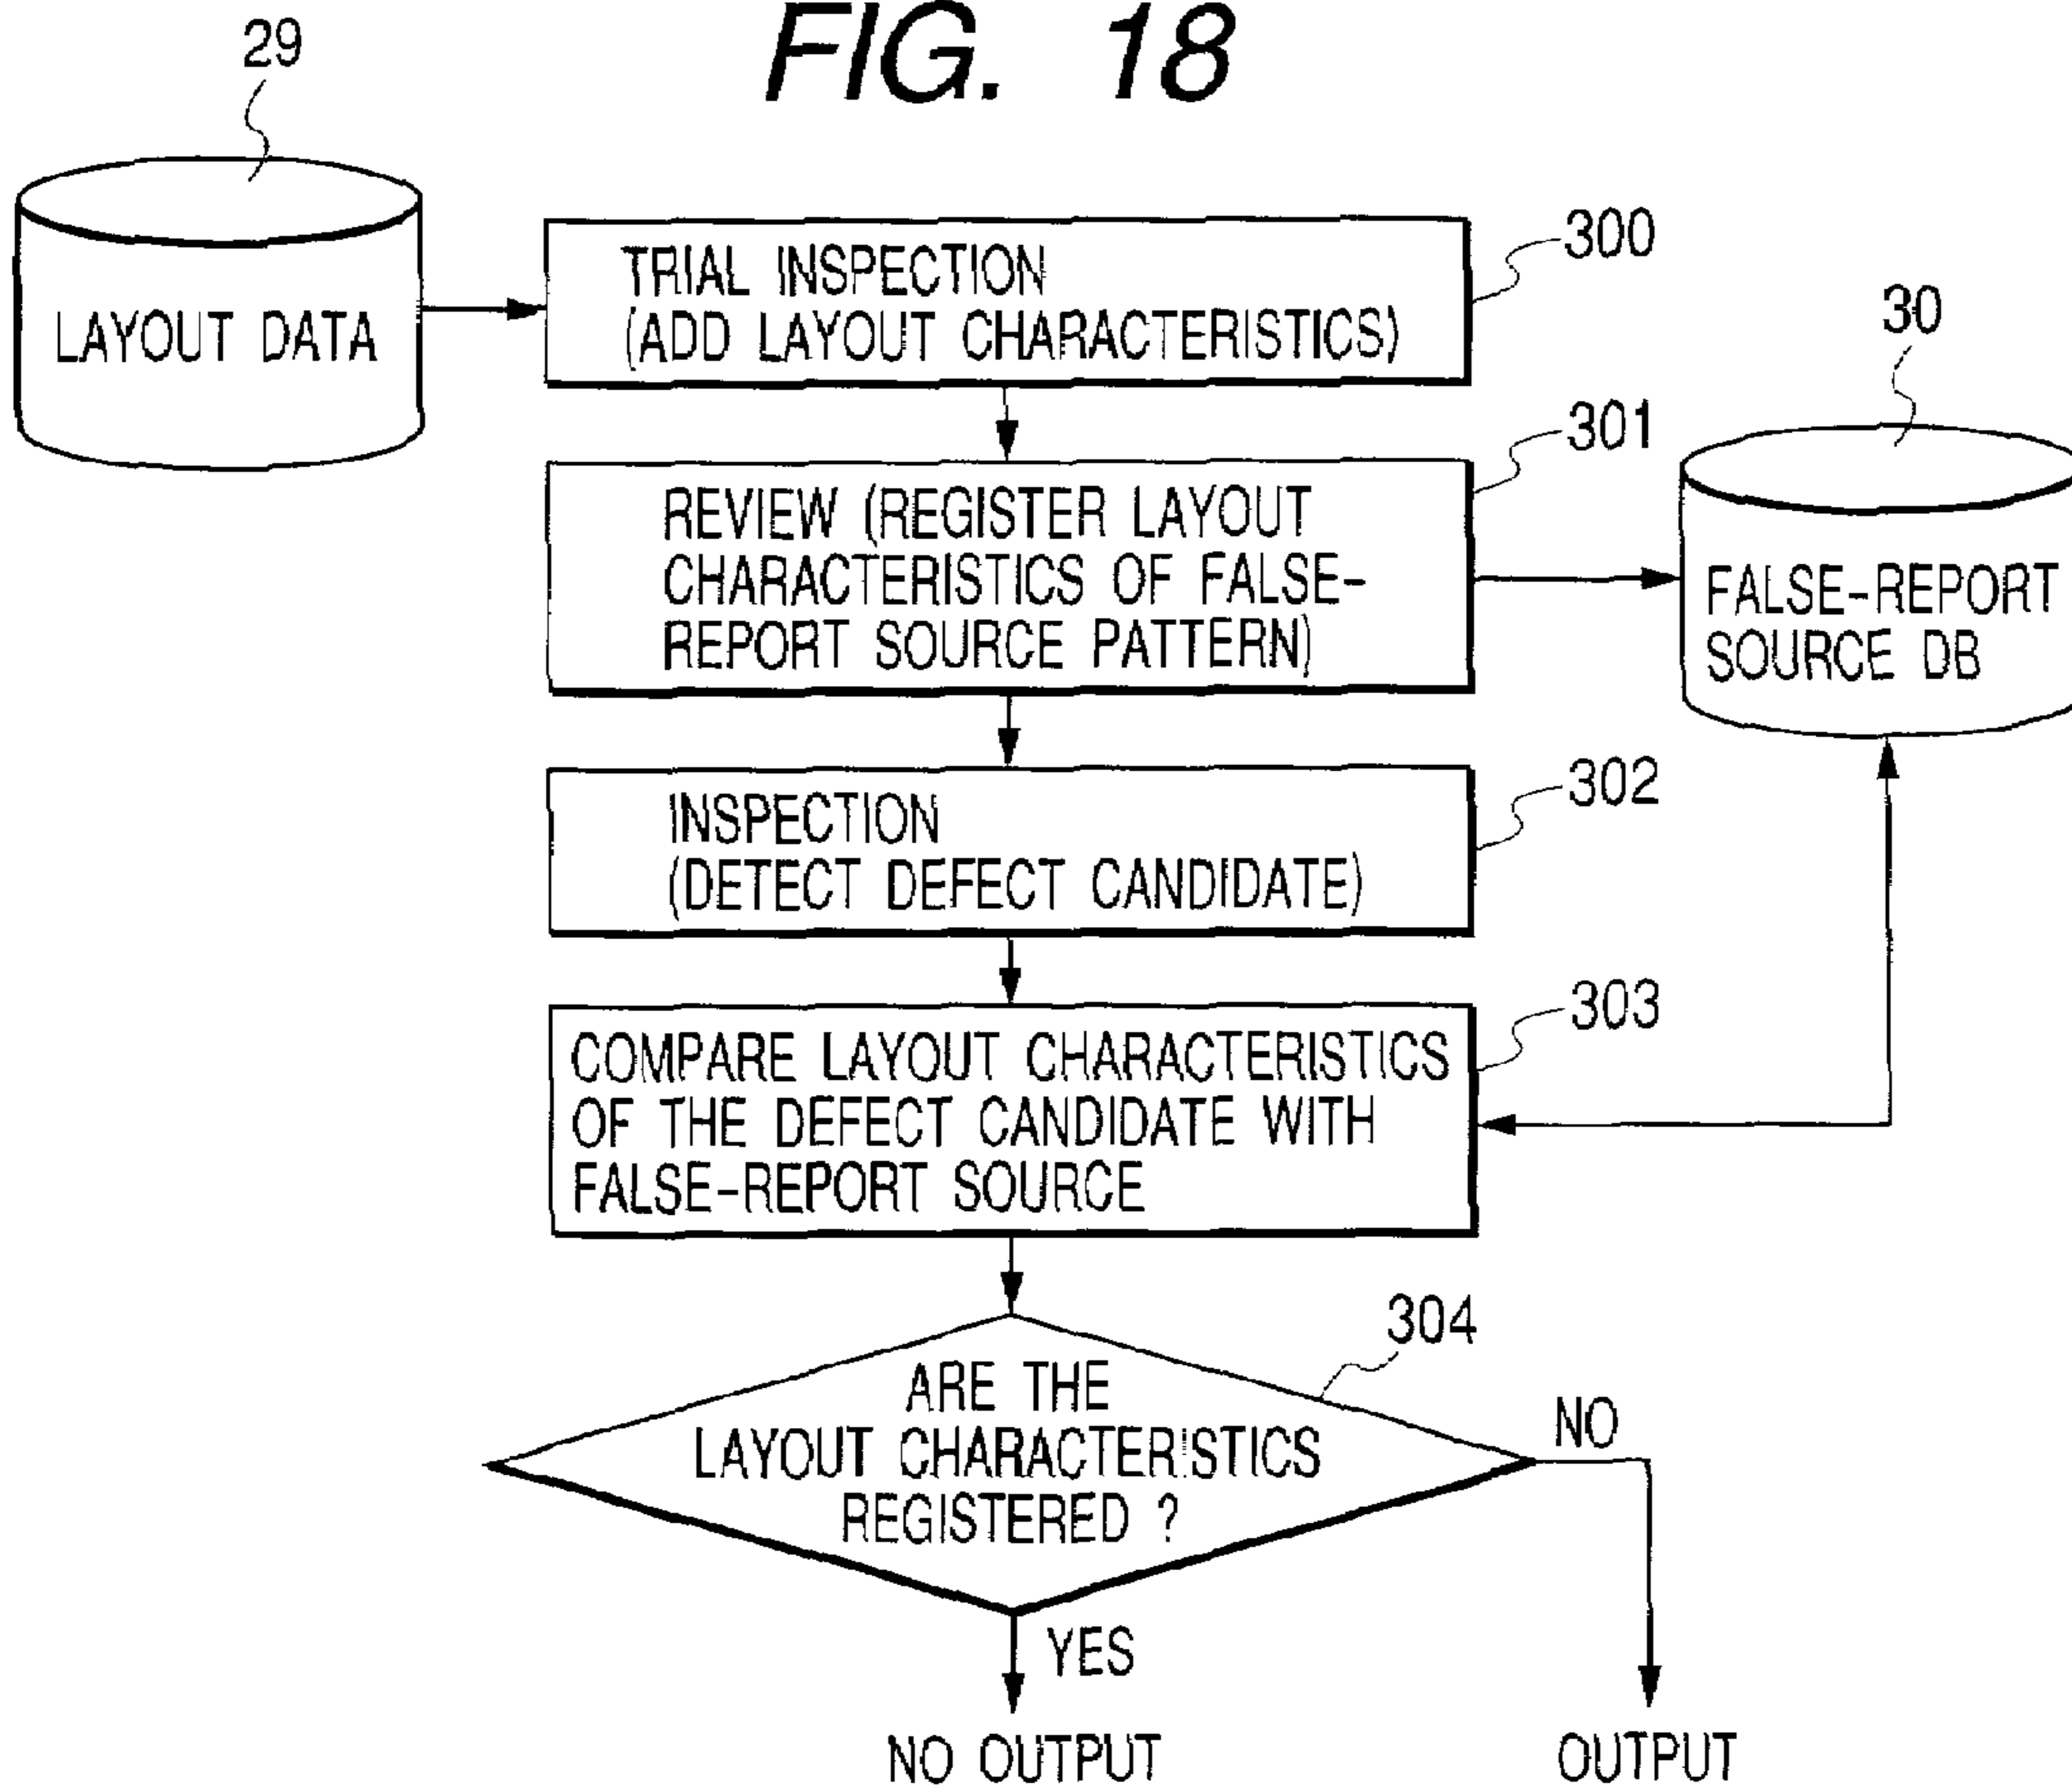 FIG. 18
29
LAYOUT DATA
TRIAL INSPECTION
(ADD LAYOUT CHARACTERISTICS)
300
REVIEW (REGISTER LAYOUT
CHARACTERISTICS OF FALSE-
REPORT SOURCE PATTERN)
301
30
FALSE-REPORT
SOURCE DB
INSPECTION
(DETECT DEFECT CANDIDATE)
302
COMPARE LAYOUT CHARACTERISTICS
OF THE DEFECT CANDIDATE WITH
FALSE-REPORT SOURCE
303
ARE THE
LAYOUT CHARACTERISTICS
REGISTERED ?
304
NO
YES
NO OUTPUT
OUTPUT